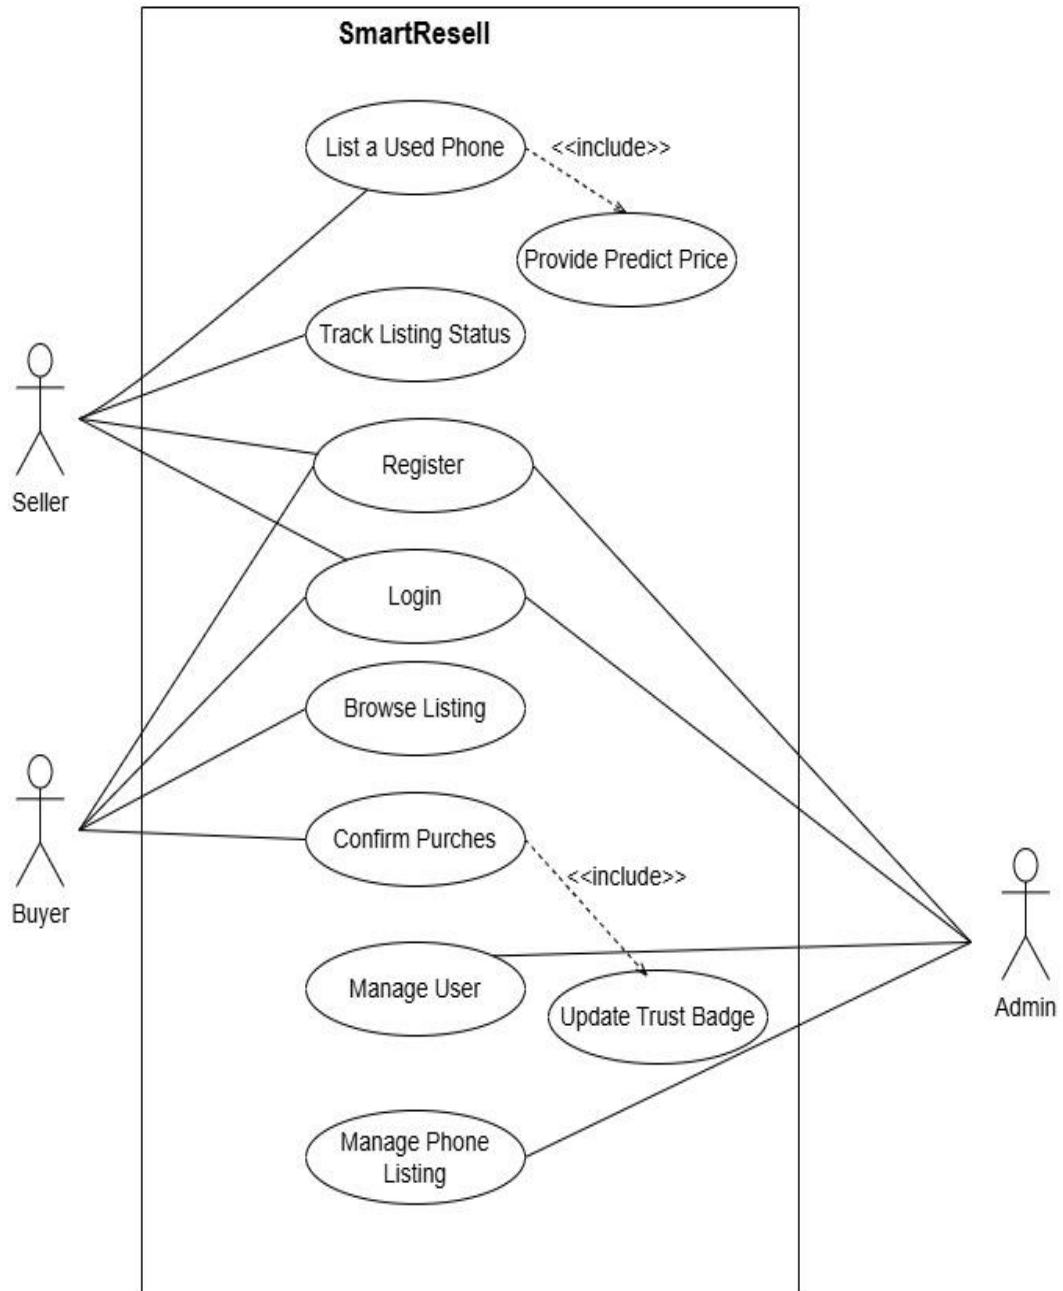 SmartResell
List a Used Phone
<<include>>
Provide Predict Price
Track Listing Status
Seller
Register
Login
Browse Listing
Buyer
Confirm Purches
<<include>>
Manage User
Update Trust Badge
Admin
Manage Phone
Listing